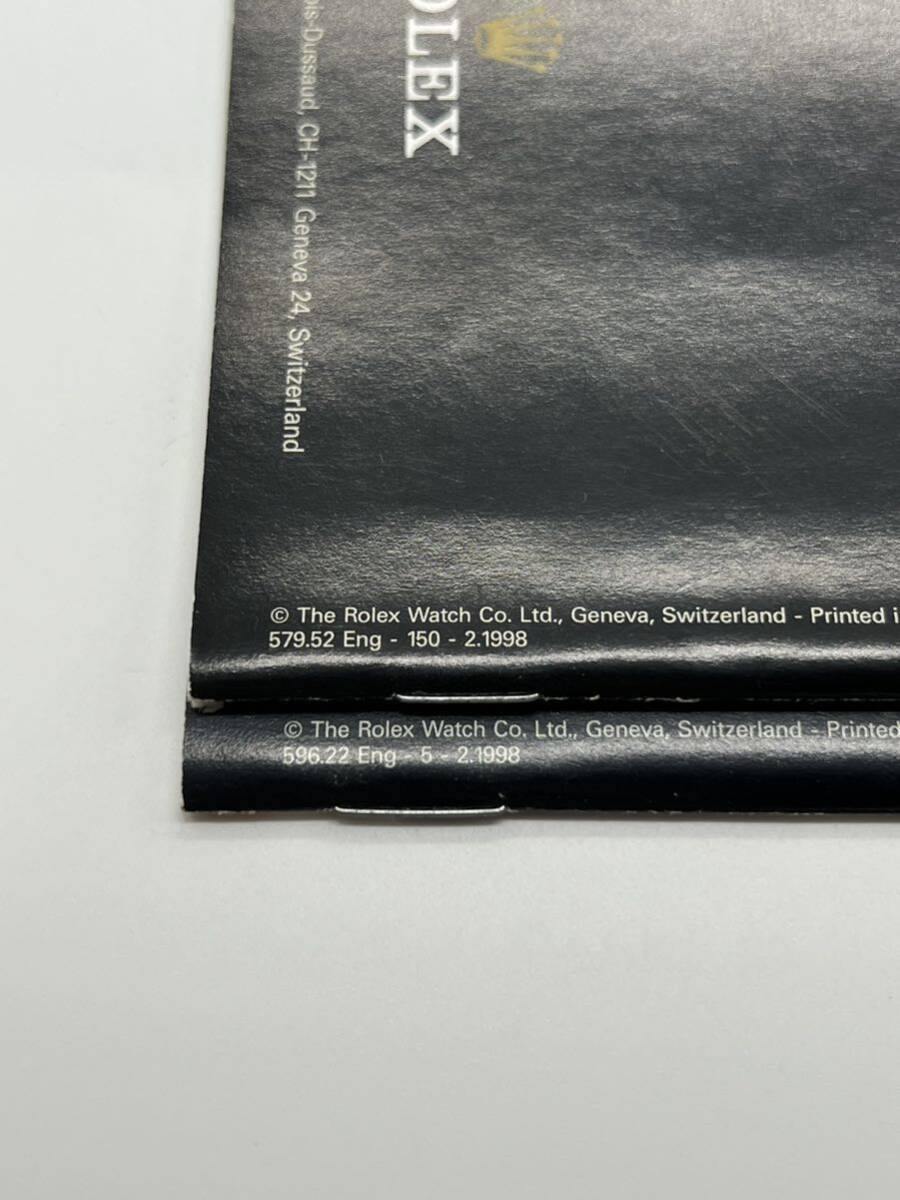 OLEX
ois-Dussaud, CH-1211 Geneva 24, Switzerland
© The Rolex Watch Co. Ltd., Geneva, Switzerland - Printed i
579.52 Eng - 150 - 2.1998
© The Rolex Watch Co. Ltd., Geneva, Switzerland - Printed
596.22 Eng - 5 - 2.1998